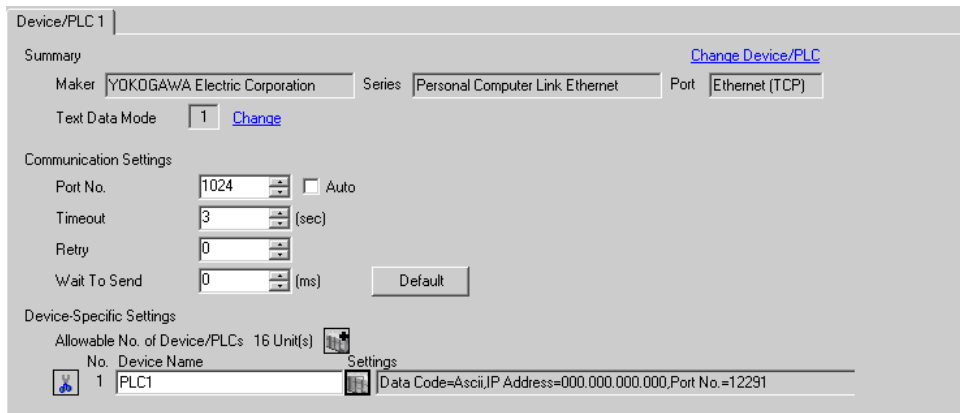 Device/PLC 1
Summary Change Device/PLC
Maker YOKOGAWA Electric Corporation Series Personal Computer Link Ethernet Port Ethernet (TCP)
Text Data Mode 1 Change
Communication Settings
Port No. 1024 Auto
Timeout 3 (sec)
Retry 0
Wait To Send 0 (ms) Default
Device-Specific Settings
Allowable No. of Device/PLCs 16 Unit(s)
No. Device Name Settings
1 PLC1 Data Code=Ascii,IP Address=000.000.000.000,Port No.=12291